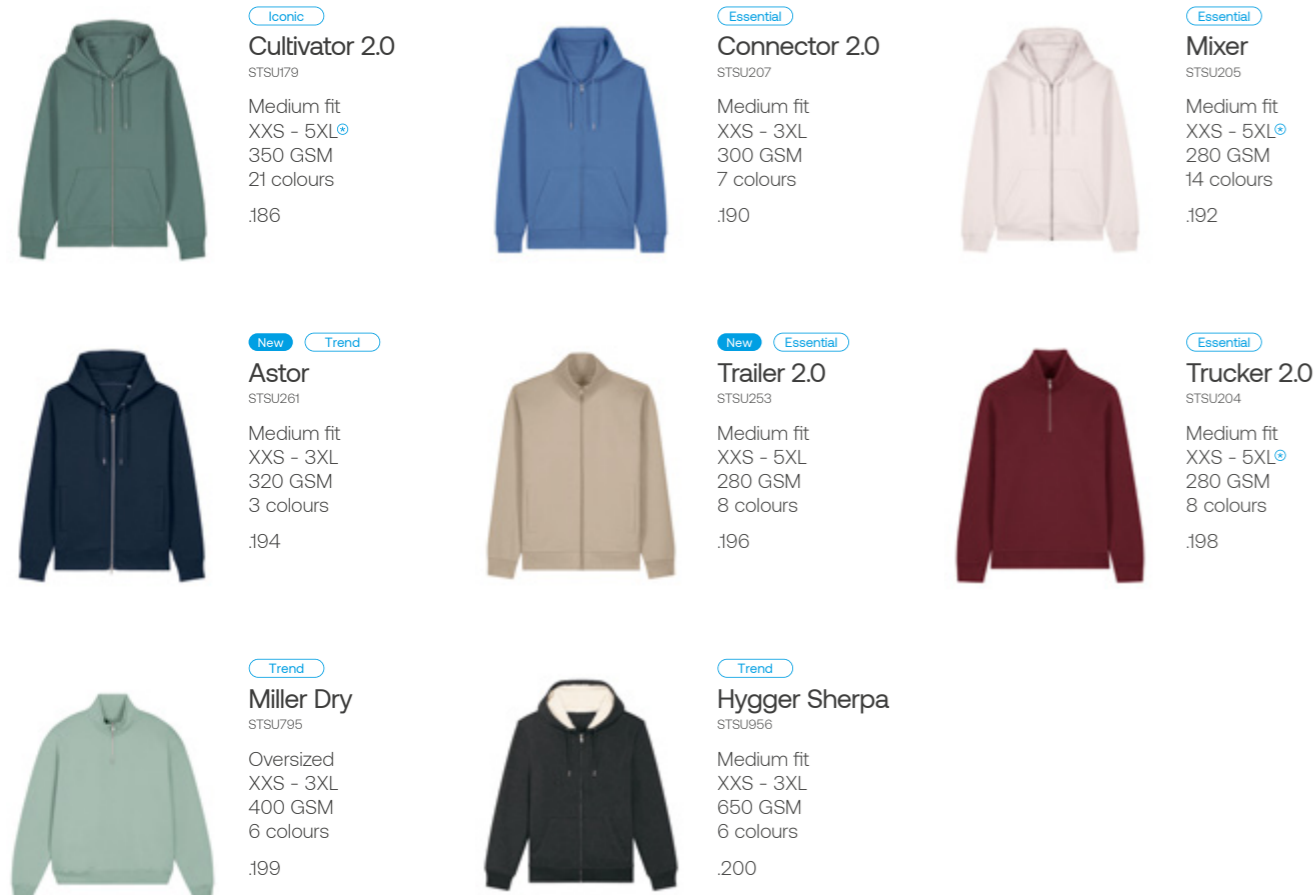 Iconic
Cultivator 2.0
STSU179
Medium fit
XXS - 5XL⊛
350 GSM
21 colours
.186
Essential
Connector 2.0
STSU207
Medium fit
XXS - 3XL
300 GSM
7 colours
.190
Essential
Mixer
STSU205
Medium fit
XXS - 5XL⊛
280 GSM
14 colours
.192
New Trend
Astor
STSU261
Medium fit
XXS - 3XL
320 GSM
3 colours
.194
New Essential
Trailer 2.0
STSU253
Medium fit
XXS - 5XL
280 GSM
8 colours
.196
Essential
Trucker 2.0
STSU204
Medium fit
XXS - 5XL⊛
280 GSM
8 colours
.198
Trend
Miller Dry
STSU795
Oversized
XXS - 3XL
400 GSM
6 colours
.199
Trend
Hygger Sherpa
STSU956
Medium fit
XXS - 3XL
650 GSM
6 colours
.200